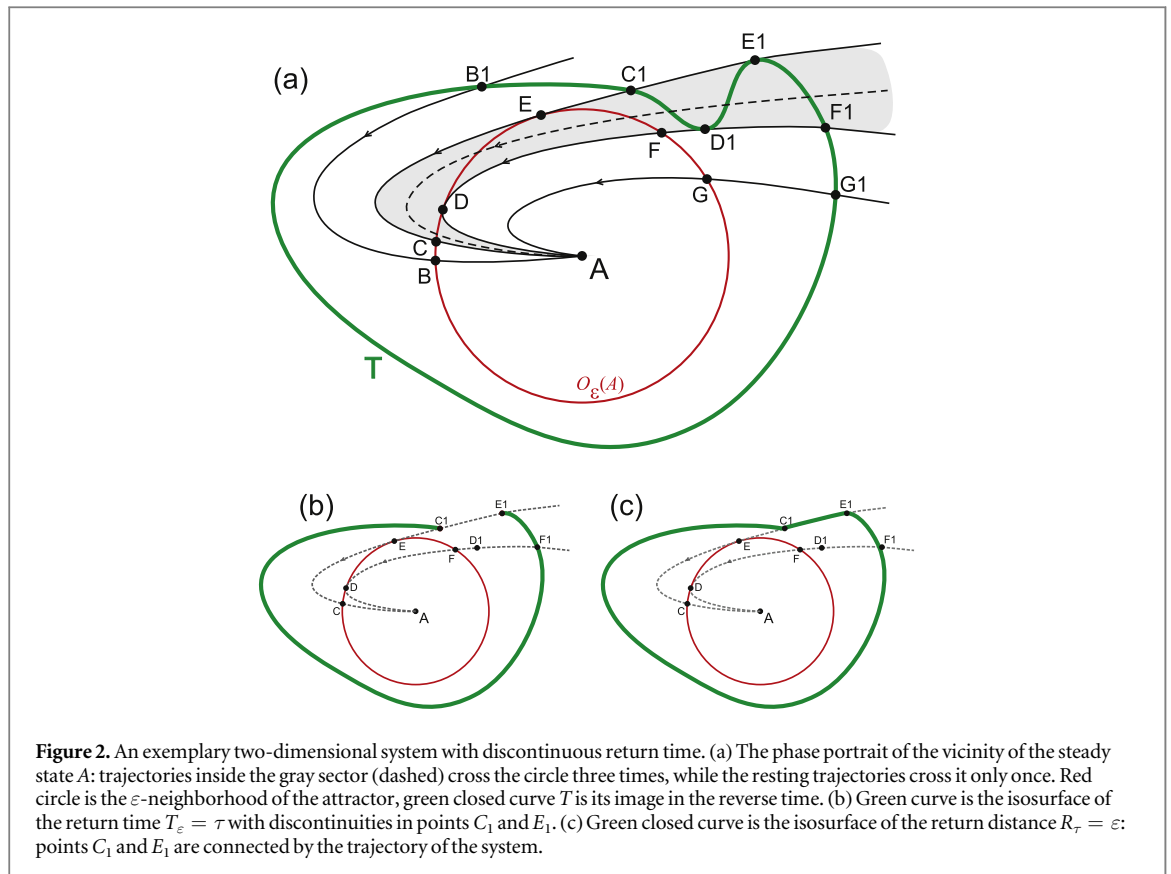 (a)
E1
B1
C1
E
F1
F
D1
G
G1
D
C
B
A
T
O_ε(A)
(b)
E1
C1
E
D1
F1
F
D
C
A
(c)
E1
C1
E
D1
F1
F
D
C
A
Figure 2. An exemplary two-dimensional system with discontinuous return time. (a) The phase portrait of the vicinity of the steady
state A: trajectories inside the gray sector (dashed) cross the circle three times, while the resting trajectories cross it only once. Red
circle is the ε-neighborhood of the attractor, green closed curve T is its image in the reverse time. (b) Green curve is the isosurface of
the return time T_ε = τ with discontinuities in points C₁ and E₁. (c) Green closed curve is the isosurface of the return distance R_τ = ε:
points C₁ and E₁ are connected by the trajectory of the system.